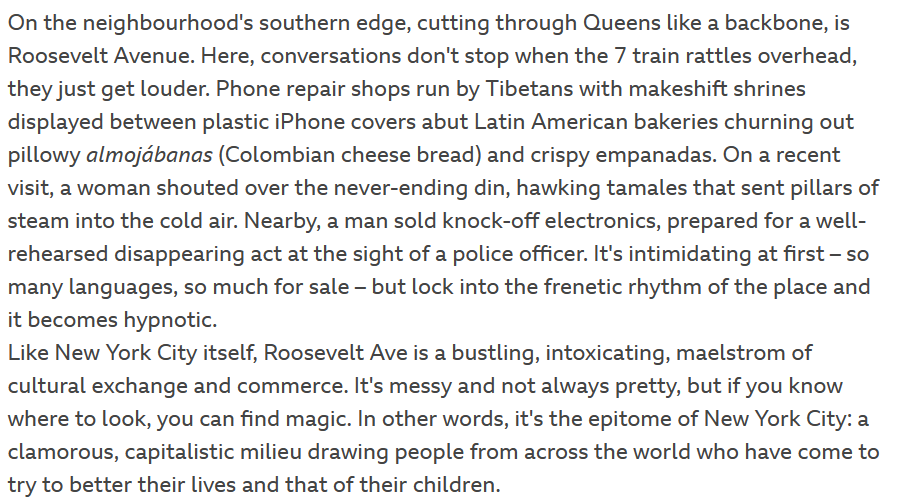 On the neighbourhood's southern edge, cutting through Queens like a backbone, is
Roosevelt Avenue. Here, conversations don't stop when the 7 train rattles overhead,
they just get louder. Phone repair shops run by Tibetans with makeshift shrines
displayed between plastic iPhone covers abut Latin American bakeries churning out
pillowy almojábanas (Colombian cheese bread) and crispy empanadas. On a recent
visit, a woman shouted over the never-ending din, hawking tamales that sent pillars of
steam into the cold air. Nearby, a man sold knock-off electronics, prepared for a well-
rehearsed disappearing act at the sight of a police officer. It's intimidating at first – so
many languages, so much for sale – but lock into the frenetic rhythm of the place and
it becomes hypnotic.
Like New York City itself, Roosevelt Ave is a bustling, intoxicating, maelstrom of
cultural exchange and commerce. It's messy and not always pretty, but if you know
where to look, you can find magic. In other words, it's the epitome of New York City: a
clamorous, capitalistic milieu drawing people from across the world who have come to
try to better their lives and that of their children.